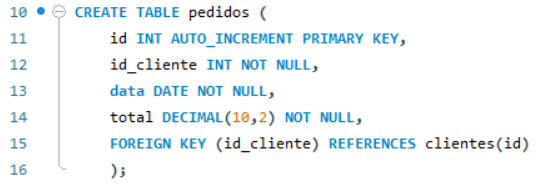 10 CREATE TABLE pedidos (
11 id INT AUTO_INCREMENT PRIMARY KEY,
12 id_cliente INT NOT NULL,
13 data DATE NOT NULL,
14 total DECIMAL(10,2) NOT NULL,
15 FOREIGN KEY (id_cliente) REFERENCES clientes(id)
16 );